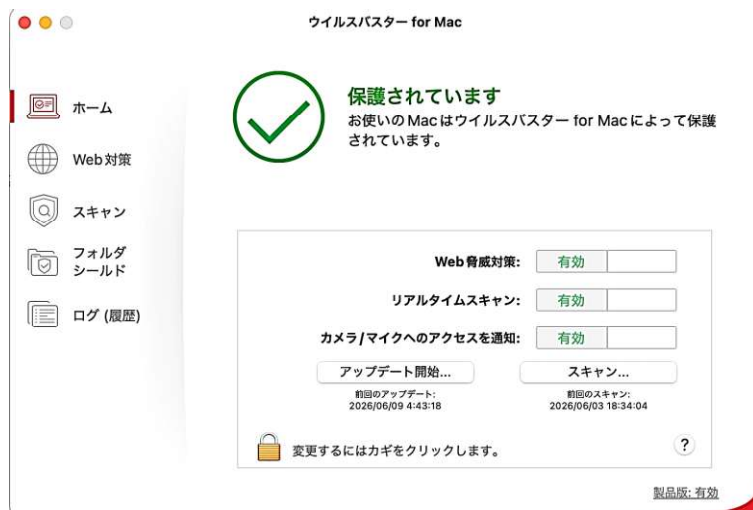 ウイルスバスター for Mac
ホーム
Web対策
スキャン
フォルダ
シールド
ログ (履歴)
保護されています
お使いのMacはウイルスバスター for Macによって保護
されています。
Web脅威対策: 有効
リアルタイムスキャン: 有効
カメラ/マイクへのアクセスを通知: 有効
アップデート開始... スキャン...
前回のアップデート: 前回のスキャン:
2026/06/09 4:43:18 2026/06/03 18:34:04
変更するにはカギをクリックします。 ?
製品版: 有効